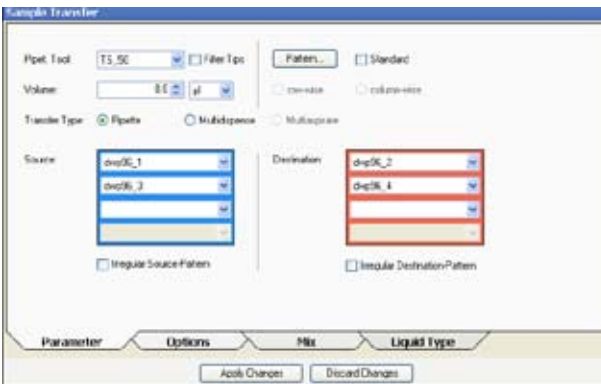 Sample Transfer
Pipet. Tool: TS_50 Filter Tips Pattern... Standard
Volume: µl row-wise column-wise
Transfer Type: Pipette Multidispense Multiaspirate
Source Destination
dwp96_1 dwp96_2
dwp96_3 dwp96_4
Irregular Source-Pattern Irregular Destination-Pattern
Parameter Options Mix Liquid Type
Apply Changes Discard Changes